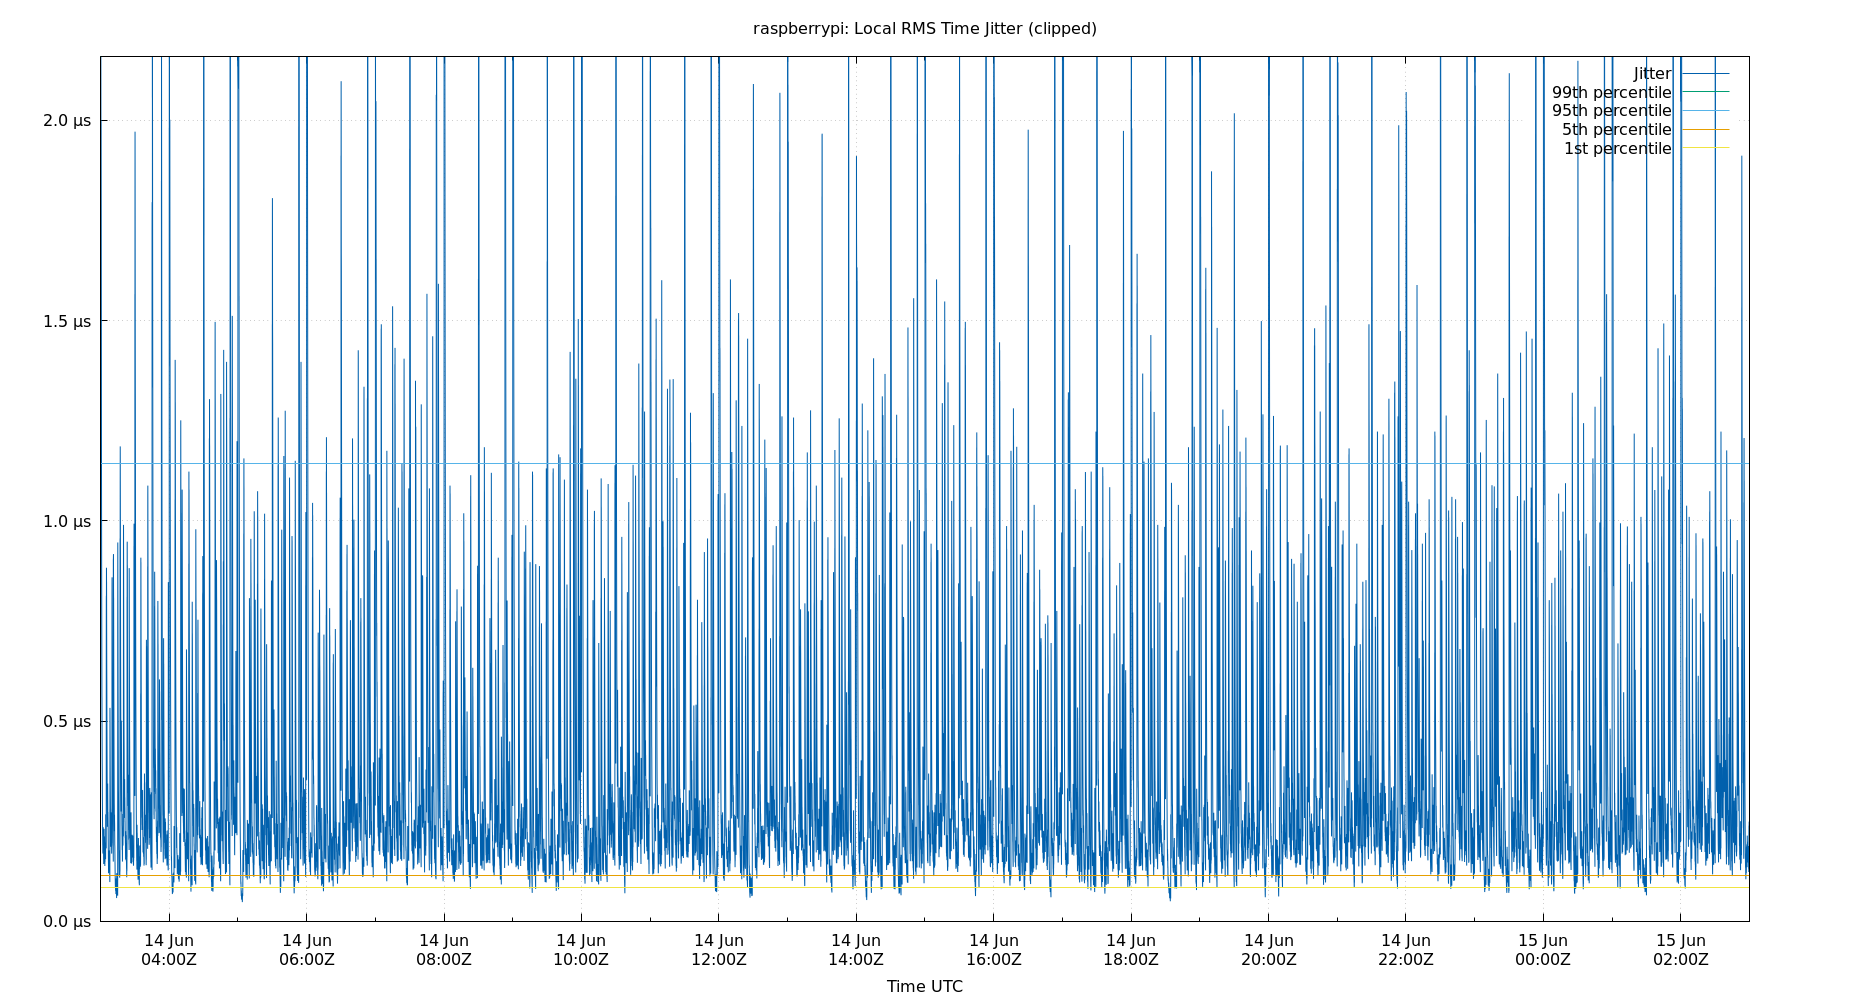 raspberrypi: Local RMS Time Jitter (clipped)
Jitter
99th percentile
95th percentile
5th percentile
1st percentile
2.0 µs
1.5 µs
1.0 µs
0.5 µs
0.0 µs
14 Jun 14 Jun 14 Jun 14 Jun 14 Jun 14 Jun 14 Jun 14 Jun 14 Jun 14 Jun 15 Jun 15 Jun
04:00Z 06:00Z 08:00Z 10:00Z 12:00Z 14:00Z 16:00Z 18:00Z 20:00Z 22:00Z 00:00Z 02:00Z
Time UTC